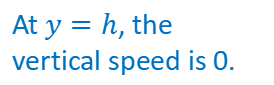 At y = h, the
vertical speed is 0.